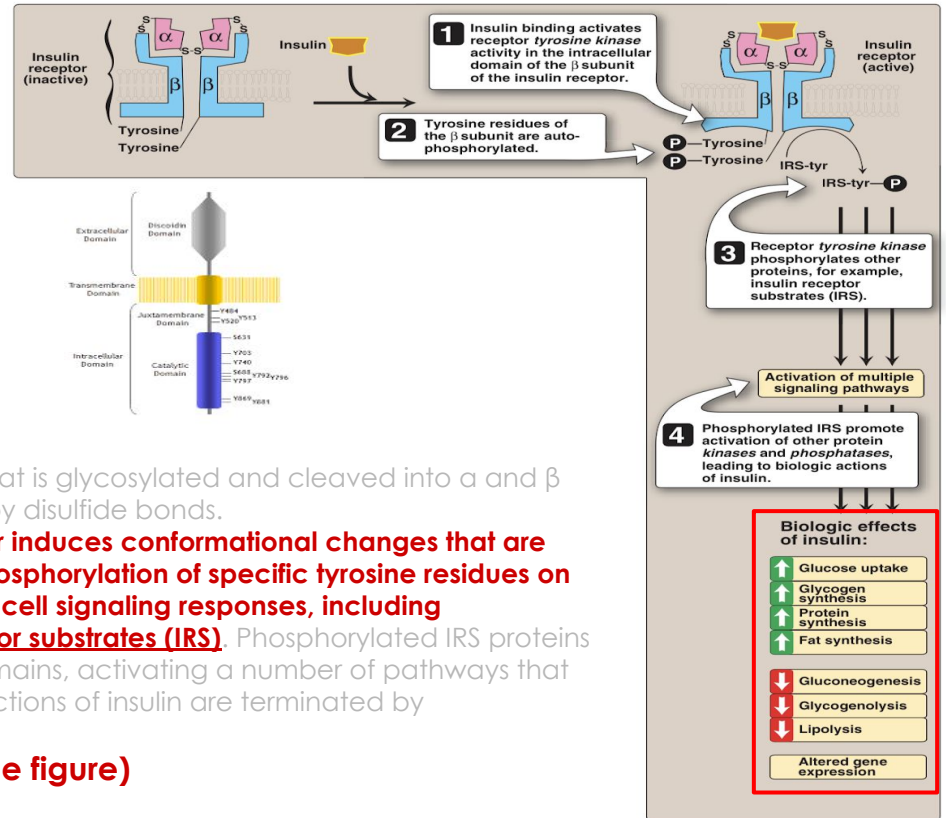 S
S
α
α
S
S
S-S
Insulin
receptor
(inactive)
β
β
Tyrosine
Tyrosine
Insulin
1 Insulin binding activates
receptor tyrosine kinase
activity in the intracellular
domain of the β subunit
of the insulin receptor.
2 Tyrosine residues of
the β subunit are auto-
phosphorylated.
S
S
α
α
S
S
S-S
Insulin
receptor
(active)
β
β
P—Tyrosine
P—Tyrosine
IRS-tyr
IRS-tyr—P
3 Receptor tyrosine kinase
phosphorylates other
proteins, for example,
insulin receptor
substrates (IRS).
Activation of multiple
signaling pathways
4 Phosphorylated IRS promote
activation of other protein
kinases and phosphatases,
leading to biologic actions
of insulin.
Biologic effects
of insulin:
Glucose uptake
Glycogen
synthesis
Protein
synthesis
Fat synthesis
Gluconeogenesis
Glycogenolysis
Lipolysis
Altered gene
expression
Extracellular
Domain
Discoidin
Domain
Transmembrane
Domain
Juxtamembrane
Domain
Y484
Y513
Y520
Intracellular
Domain
Catalytic
Domain
S631
Y703
Y740
S688
Y792
Y796
Y797
Y869
Y881
at is glycosylated and cleaved into α and β
y disulfide bonds.
r induces conformational changes that are
osphorylation of specific tyrosine residues on
cell signaling responses, including
or substrates (IRS). Phosphorylated IRS proteins
mains, activating a number of pathways that
ctions of insulin are terminated by
e figure)